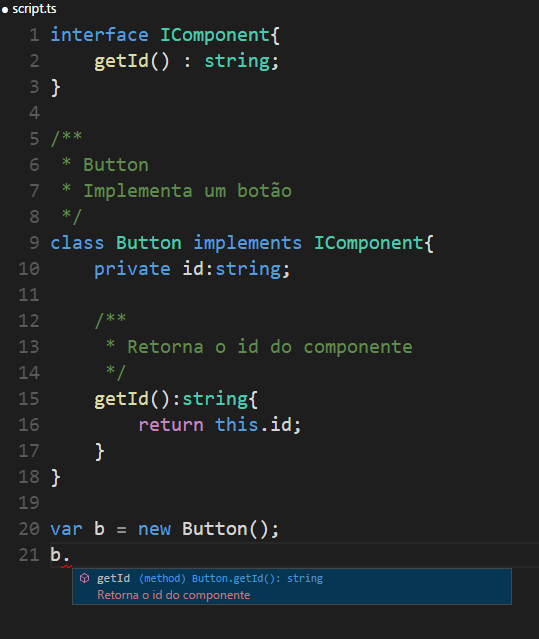 ● script.ts
1 interface IComponent{
2     getId() : string;
3 }
4
5 /**
6  * Button
7  * Implementa um botão
8  */
9 class Button implements IComponent{
10     private id:string;
11
12     /**
13      * Retorna o id do componente
14      */
15     getId():string{
16         return this.id;
17     }
18 }
19
20 var b = new Button();
21 b.
getId (method) Button.getId(): string
Retorna o id do componente